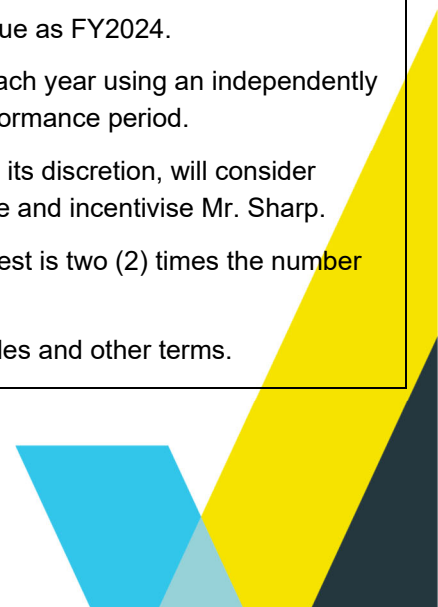 ue as FY2024.
ach year using an independently
ormance period.
its discretion, will consider
e and incentivise Mr. Sharp.
est is two (2) times the number
les and other terms.